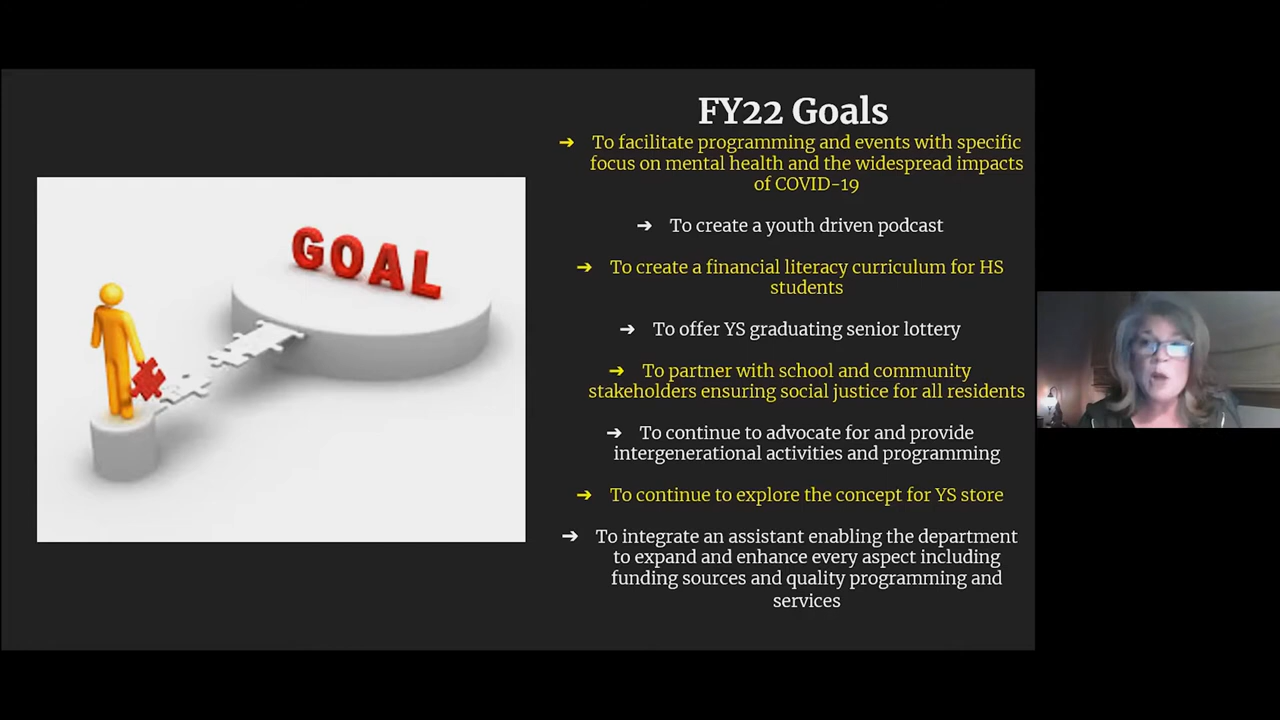 FY22 Goals
➔ To facilitate programming and events with specific
focus on mental health and the widespread impacts
of COVID-19
➔ To create a youth driven podcast
➔ To create a financial literacy curriculum for HS
students
➔ To offer YS graduating senior lottery
➔ To partner with school and community
stakeholders ensuring social justice for all residents
➔ To continue to advocate for and provide
intergenerational activities and programming
➔ To continue to explore the concept for YS store
➔ To integrate an assistant enabling the department
to expand and enhance every aspect including
funding sources and quality programming and
services
GOAL